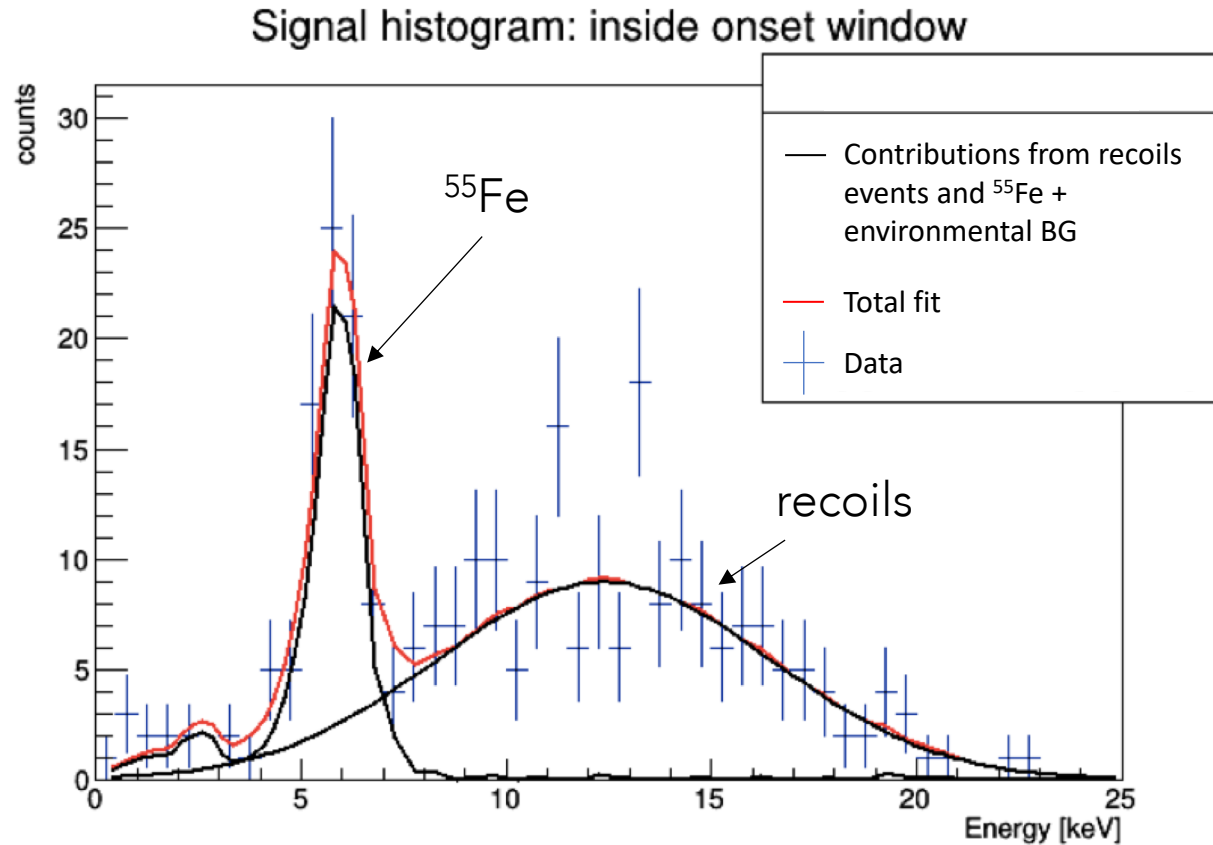 Signal histogram: inside onset window
counts
30
25
20
15
10
5
0
0 5 10 15 20 25
Energy [keV]
⁵⁵Fe
recoils
Contributions from recoils
events and ⁵⁵Fe +
environmental BG
Total fit
Data